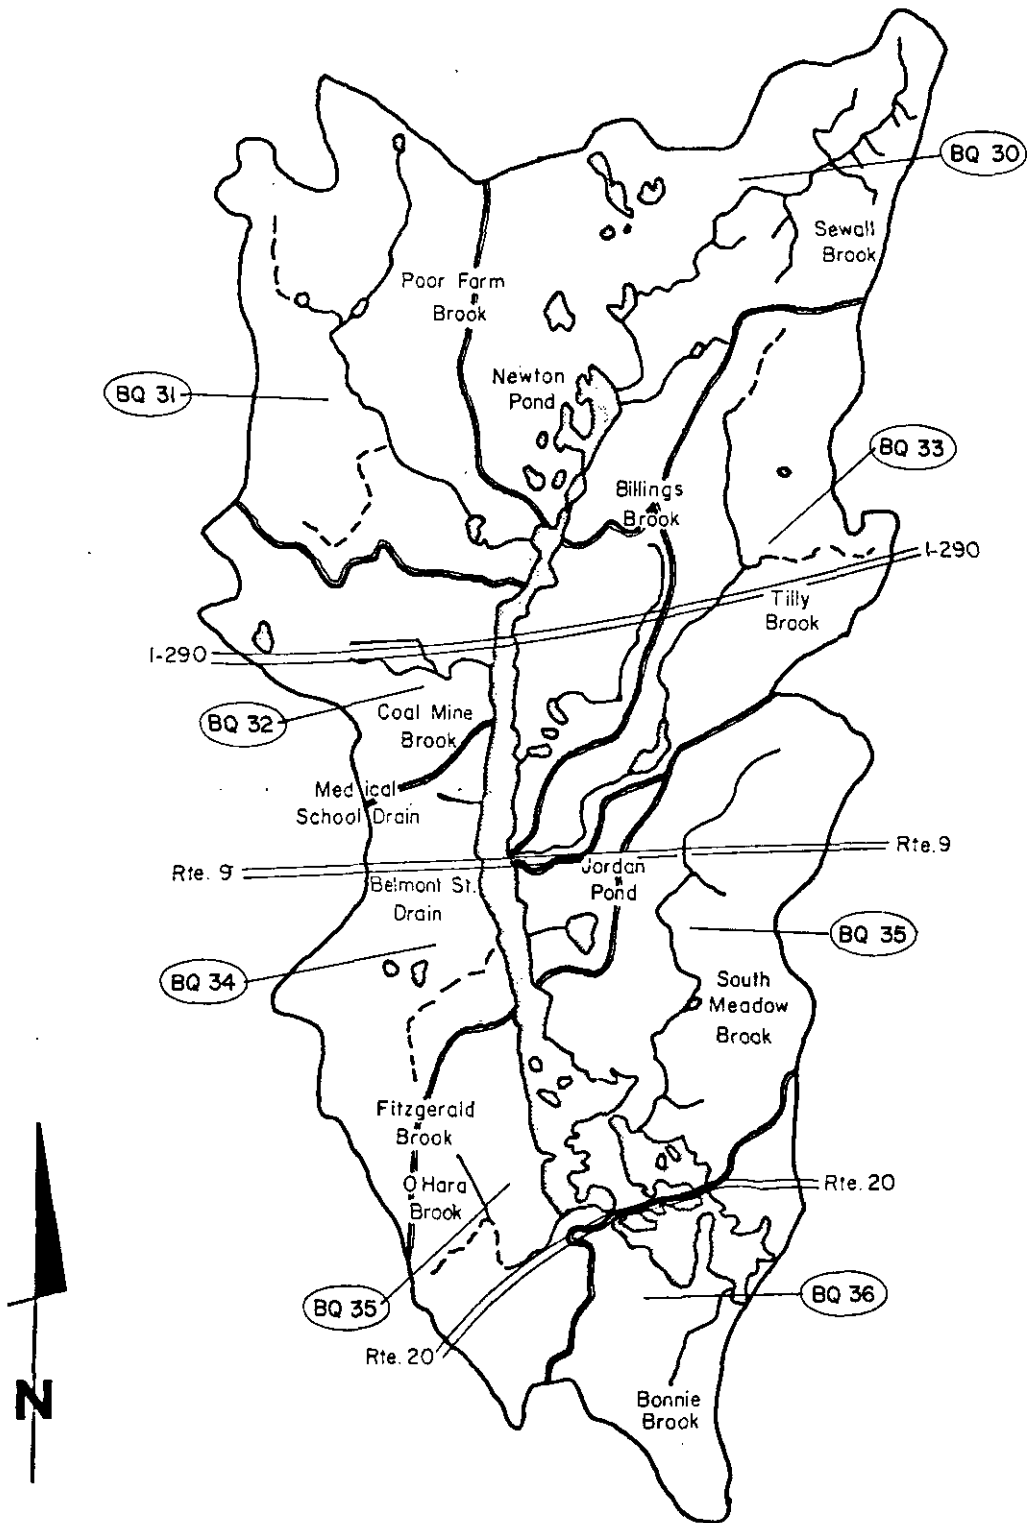 BQ 30
Sewall
Brook
Poor Farm
Brook
Newton
Pond
BQ 31
BQ 33
Billings
Brook
I-290
Tilly
Brook
I-290
BQ 32
Coal Mine
Brook
Medical
School Drain
Rte. 9
Rte. 9
Jordan
Pond
Belmont St.
Drain
BQ 35
BQ 34
South
Meadow
Brook
Fitzgerald
Brook
O'Hara
Brook
Rte. 20
BQ 35
BQ 36
Rte. 20
Bonnie
Brook
N